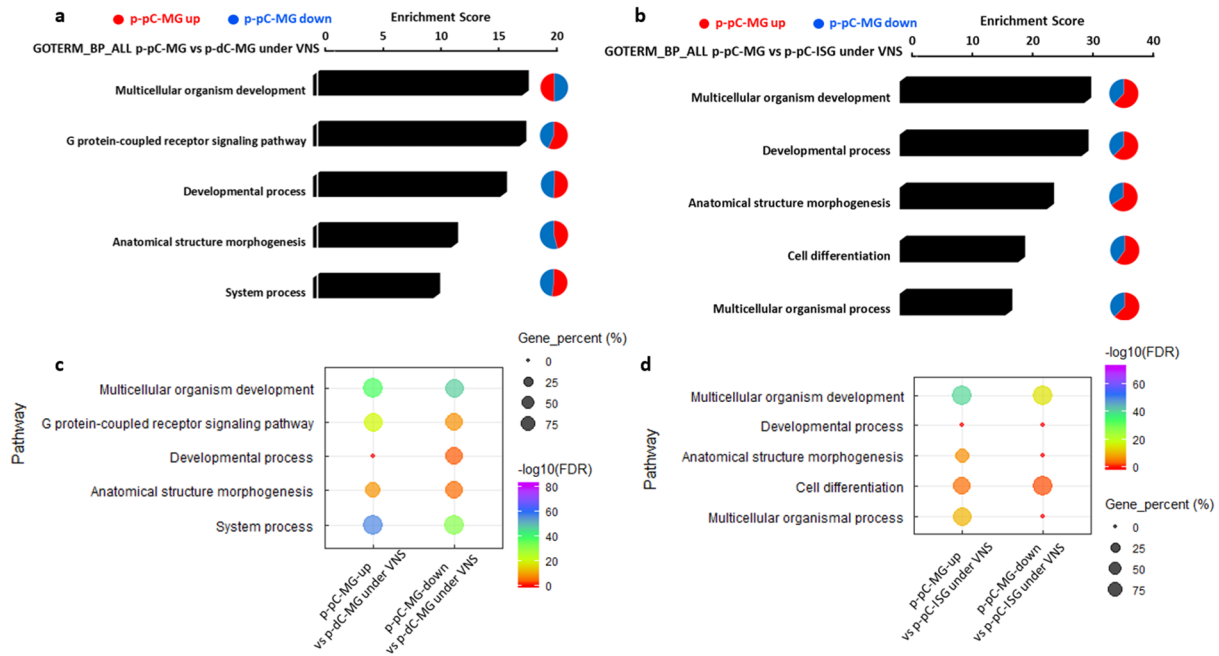 a
p-pC-MG up
p-pC-MG down
Enrichment Score
0
5
10
15
20
GOTERM_BP_ALL p-pC-MG vs p-dC-MG under VNS
Multicellular organism development
G protein-coupled receptor signaling pathway
Developmental process
Anatomical structure morphogenesis
System process
b
p-pC-MG up
p-pC-MG down
Enrichment Score
0
10
20
30
40
GOTERM_BP_ALL p-pC-MG vs p-pC-ISG under VNS
Multicellular organism development
Developmental process
Anatomical structure morphogenesis
Cell differentiation
Multicellular organismal process
c
Pathway
Multicellular organism development
G protein-coupled receptor signaling pathway
Developmental process
Anatomical structure morphogenesis
System process
p-pC-MG-up
vs p-dC-MG under VNS
p-pC-MG-down
vs p-dC-MG under VNS
Gene_percent (%)
0
25
50
75
-log10(FDR)
80
60
40
20
0
d
Pathway
Multicellular organism development
Developmental process
Anatomical structure morphogenesis
Cell differentiation
Multicellular organismal process
p-pC-MG-up
vs p-pC-ISG under VNS
p-pC-MG-down
vs p-pC-ISG under VNS
-log10(FDR)
60
40
20
0
Gene_percent (%)
0
25
50
75